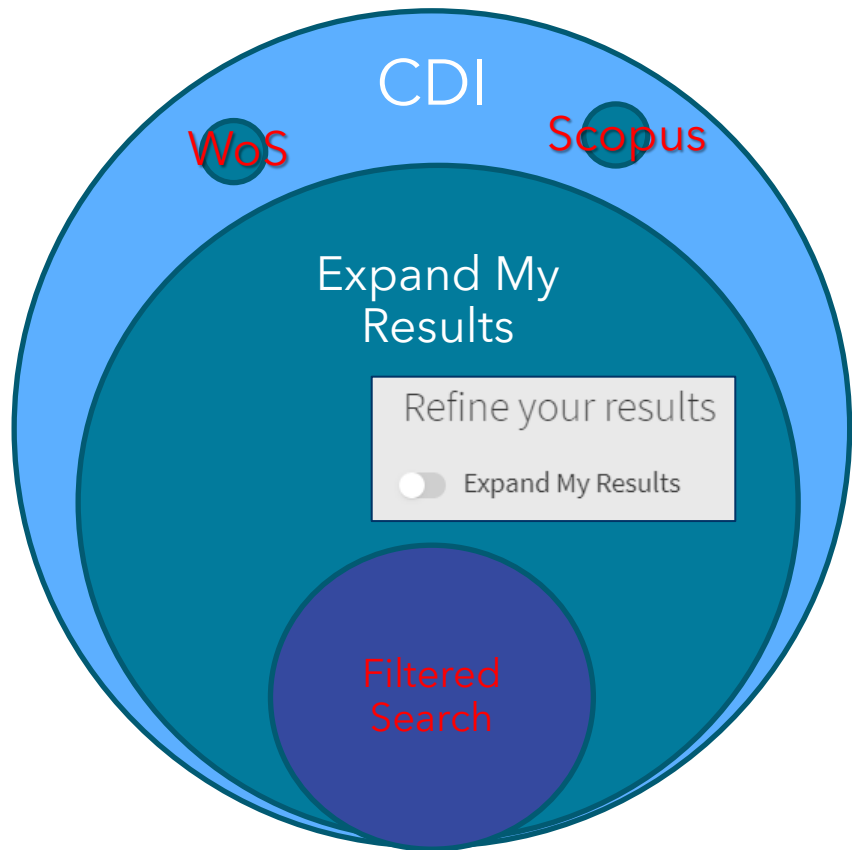 CDI
WoS
Scopus
Expand My
Results
Refine your results
Expand My Results
Filtered
Search